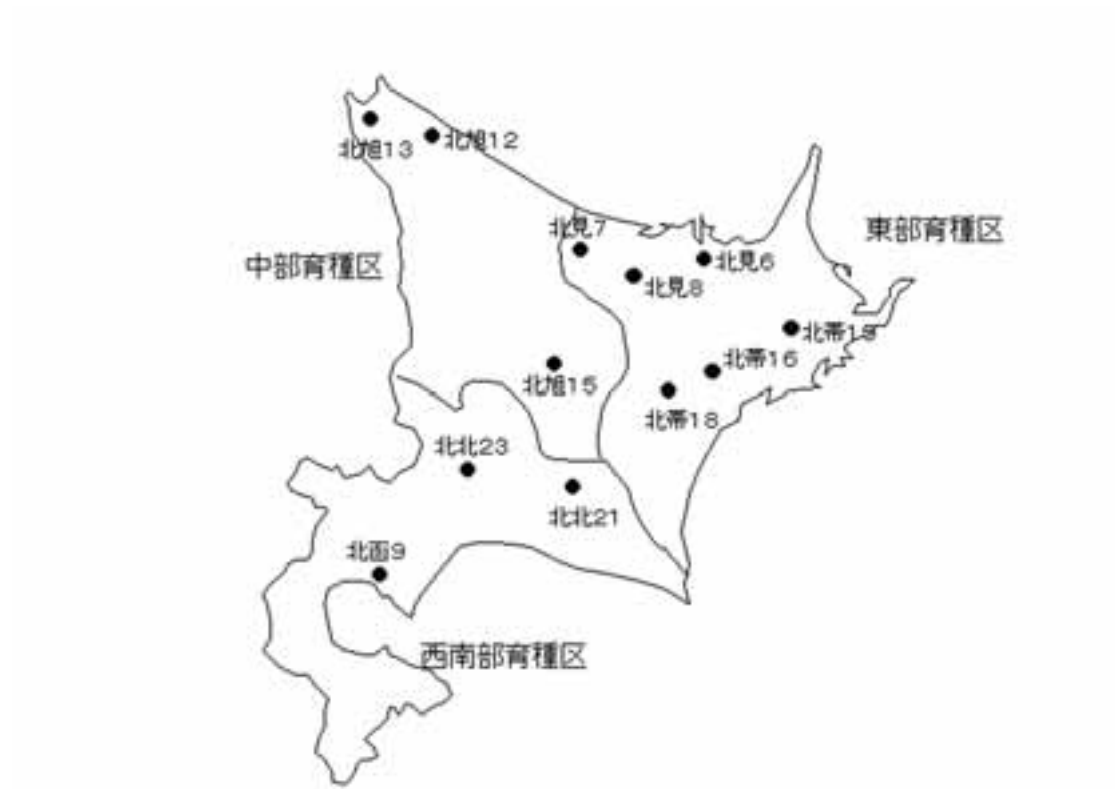 北旭13
北旭12
北見7
東部育種区
中部育種区
北見6
北見8
北帯19
北帯16
北旭15
北帯18
北北23
北北21
北函9
西南部育種区